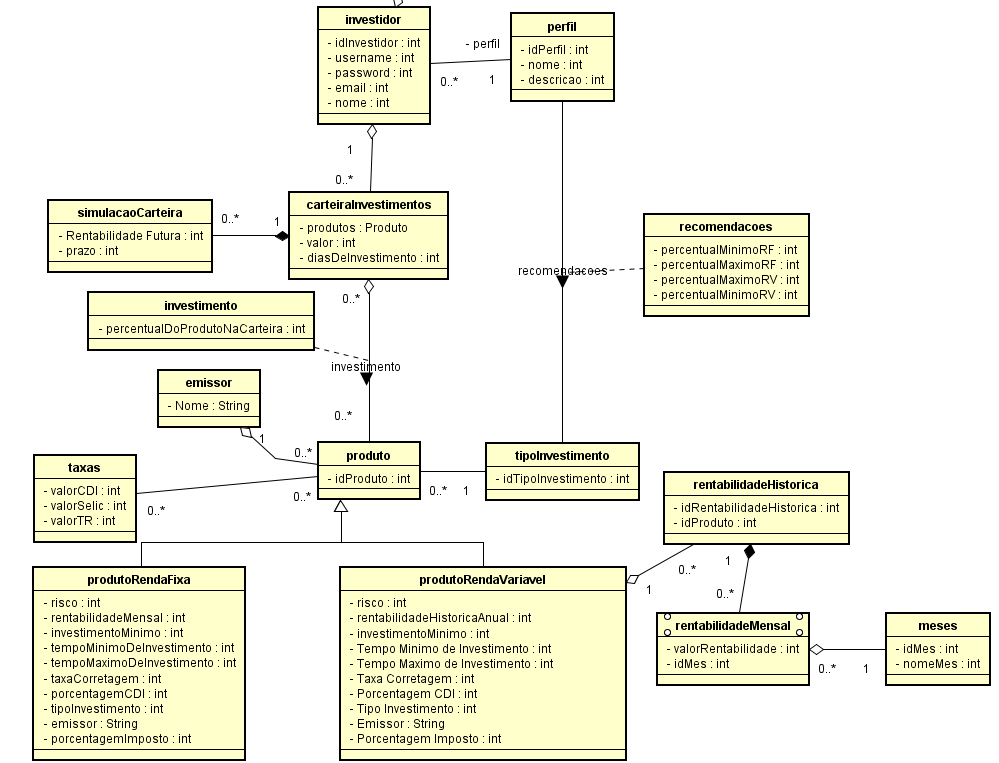 investidor
- idInvestidor : int
- username : int
- password : int
- email : int
- nome : int
- perfil
0..*
1
perfil
- idPerfil : int
- nome : int
- descricao : int
1
0..*
simulacaoCarteira
- Rentabilidade Futura : int
- prazo : int
0..*
1
carteiraInvestimentos
- produtos : Produto
- valor : int
- diasDeInvestimento : int
recomendacoes
- percentualMinimoRF : int
- percentualMaximoRF : int
- percentualMaximoRV : int
- percentualMinimoRV : int
recomendacoes
investimento
- percentualDoProdutoNaCarteira : int
0..*
investimento
0..*
emissor
- Nome : String
1
0..*
taxas
- valorCDI : int
- valorSelic : int
- valorTR : int
0..*
0..*
produto
- idProduto : int
0..*
1
tipoInvestimento
- idTipoInvestimento : int
rentabilidadeHistorica
- idRentabilidadeHistorica : int
- idProduto : int
produtoRendaFixa
- risco : int
- rentabilidadeMensal : int
- investimentoMinimo : int
- tempoMinimoDeInvestimento : int
- tempoMaximoDeInvestimento : int
- taxaCorretagem : int
- porcentagemCDI : int
- tipoInvestimento : int
- emissor : String
- porcentagemImposto : int
produtoRendaVariavel
- risco : int
- rentabilidadeHistoricaAnual : int
- investimentoMinimo : int
- Tempo Minimo de Investimento : int
- Tempo Maximo de Investimento : int
- Taxa Corretagem : int
- Porcentagem CDI : int
- Tipo Investimento : int
- Emissor : String
- Porcentagem Imposto : int
1
0..*
1
0..*
rentabilidadeMensal
- valorRentabilidade : int
- idMes : int
0..*
1
meses
- idMes : int
- nomeMes : int